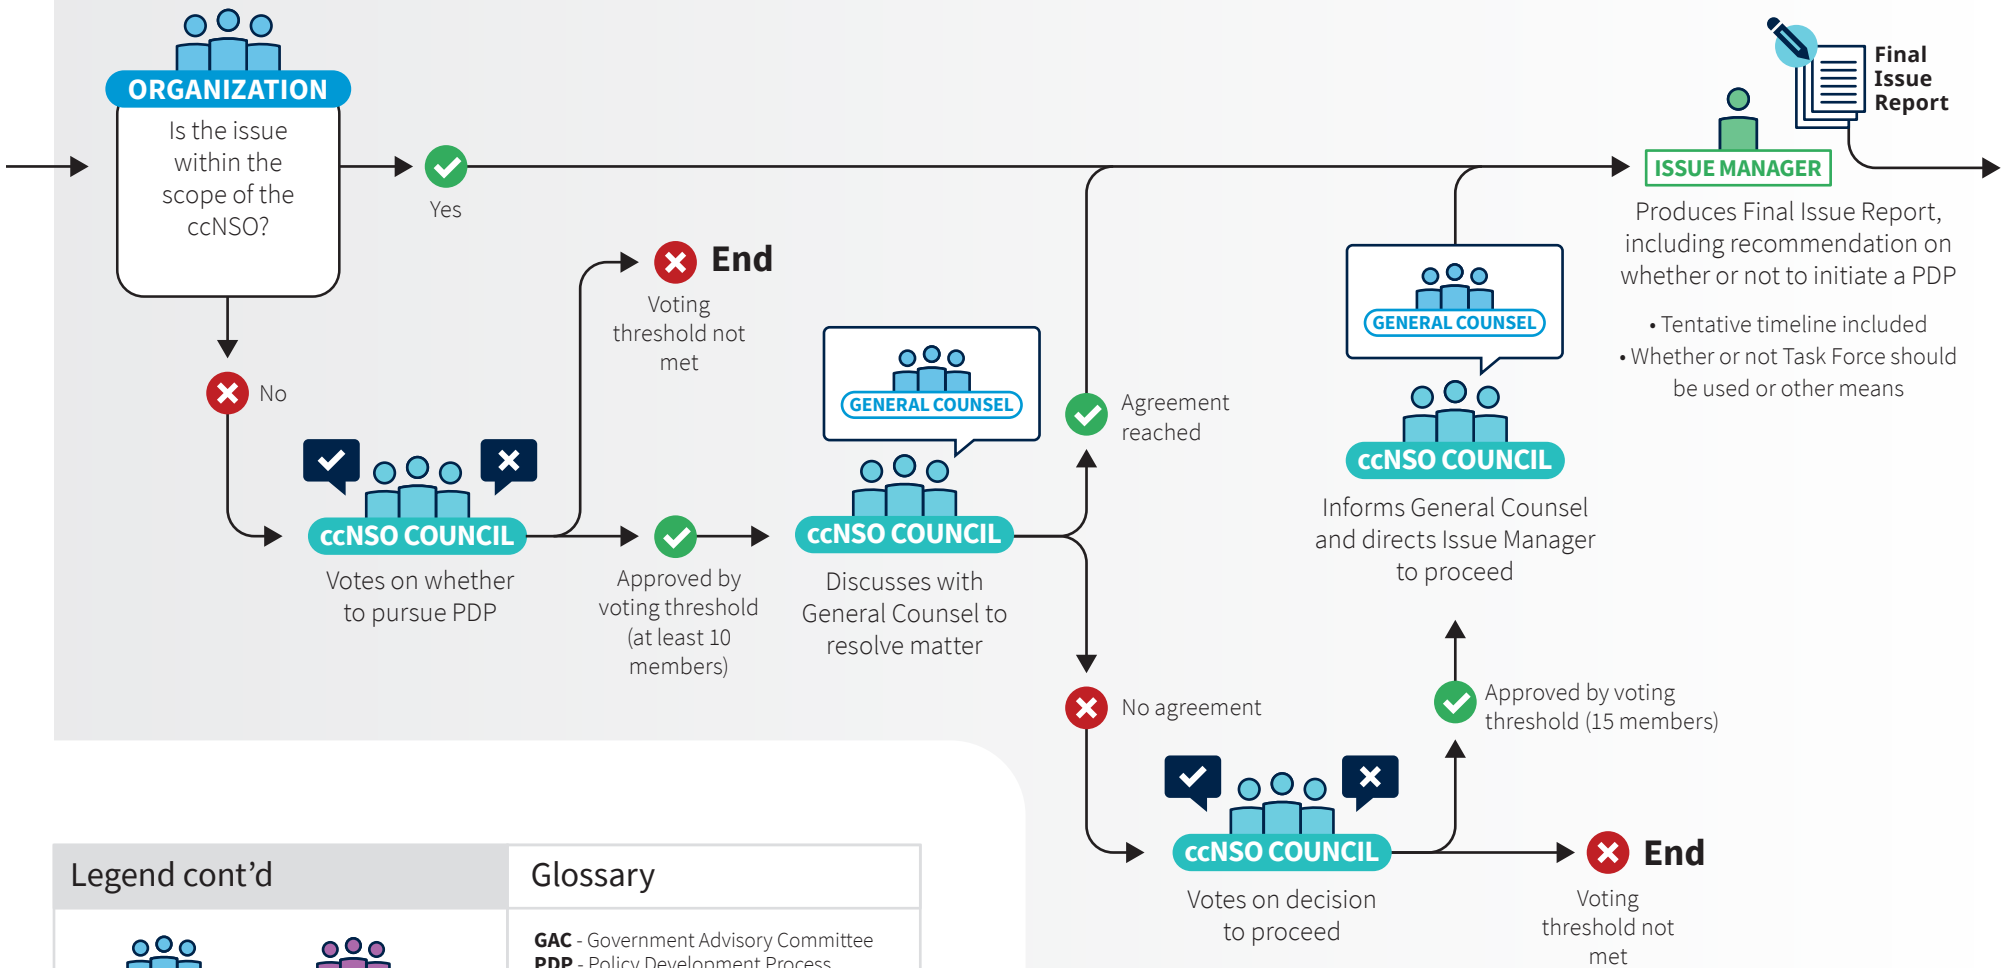 ORGANIZATION
Is the issue
within the
scope of the
ccNSO?
Yes
No
ccNSO COUNCIL
Votes on whether
to pursue PDP
End
Voting
threshold not
met
Approved by
voting threshold
(at least 10
members)
GENERAL COUNSEL
ccNSO COUNCIL
Discusses with
General Counsel to
resolve matter
Agreement
reached
No agreement
ccNSO COUNCIL
Votes on decision
to proceed
End
Voting
threshold not
met
Approved by voting
threshold (15 members)
GENERAL COUNSEL
ccNSO COUNCIL
Informs General Counsel
and directs Issue Manager
to proceed
Final
Issue
Report
ISSUE MANAGER
Produces Final Issue Report,
including recommendation on
whether or not to initiate a PDP
• Tentative timeline included
• Whether or not Task Force should
be used or other means
Legend cont’d
Glossary
GAC - Government Advisory Committee
PDP - Policy Development Process